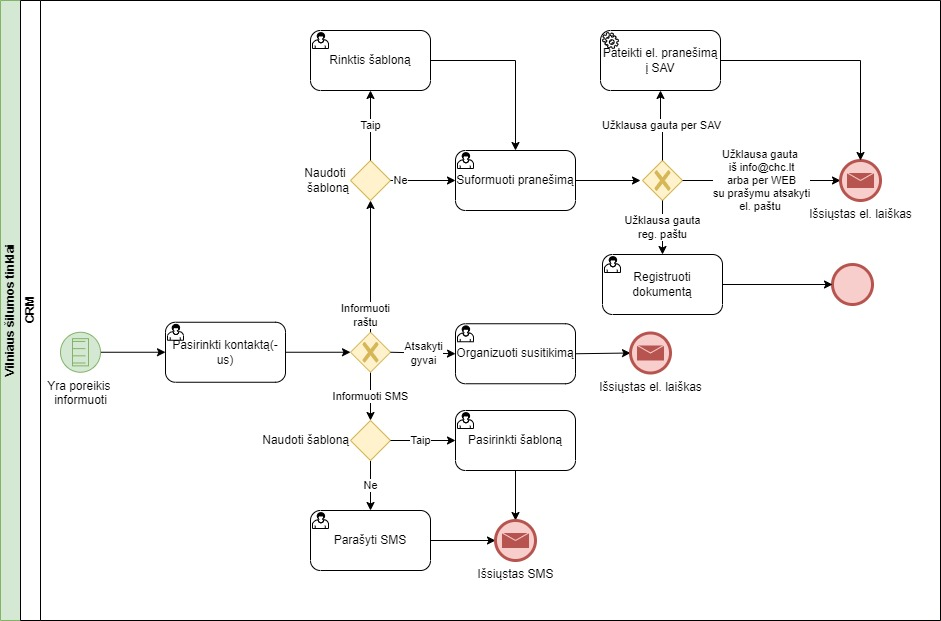 Vilniaus šilumos tinklai
CRM
Rinktis šabloną
Pateikti el. pranešimą
į SAV
Taip
Užklausa gauta per SAV
Naudoti
šabloną
Ne
Suformuoti pranešimą
Užklausa gauta
iš info@chc.lt
arba per WEB
su prašymu atsakyti
el. paštu
Išsiųstas el. laiškas
Užklausa gauta
reg. paštu
Registruoti
dokumentą
Informuoti
raštu
Yra poreikis
informuoti
Pasirinkti kontaktą(-
us)
Atsakyti
gyvai
Organizuoti susitikimą
Išsiųstas el. laiškas
Informuoti SMS
Naudoti šabloną
Taip
Pasirinkti šabloną
Ne
Parašyti SMS
Išsiųstas SMS